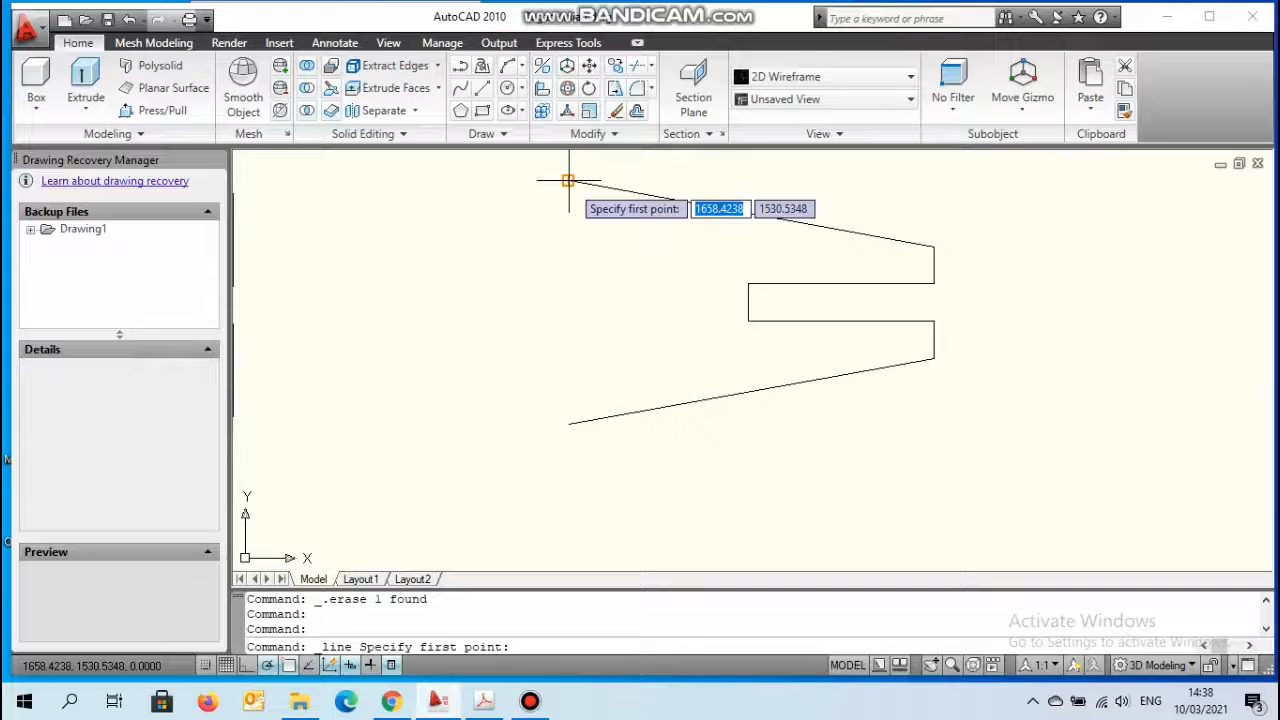 AutoCAD 2010
www.BANDICAM.com
Type a keyword or phrase
Home
Mesh Modeling
Render
Insert
Annotate
View
Manage
Output
Express Tools
Box
Extrude
Polysolid
Planar Surface
Press/Pull
Smooth
Object
Extract Edges
Extrude Faces
Separate
Section
Plane
2D Wireframe
Unsaved View
No Filter
Move Gizmo
Paste
Modeling
Mesh
Solid Editing
Draw
Modify
Section
View
Subobject
Clipboard
Drawing Recovery Manager
Learn about drawing recovery
Backup Files
Drawing1
Details
Preview
Specify first point: 1658.4238 1530.5348
Y
X
Model Layout1 Layout2
Command: _.erase 1 found
Command:
Command:
Command: _line Specify first point:
Activate Windows
Go to Settings to activate Windows.
1658.4238, 1530.5348, 0.0000
MODEL
1:1
3D Modeling
ENG
14:38
10/03/2021
3